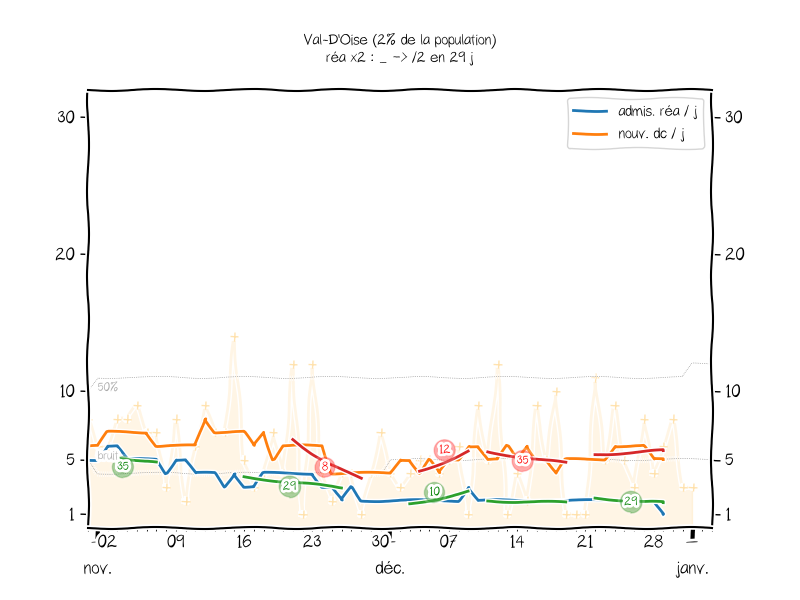 Val-D'Oise (2% de la population)
réa x2 : _ -> /2 en 29 j
admis. réa / j
nouv. dc / j
30 30
20 20
10 10
50%
5 bruit 5
1 1
35 29 8 10 12 35 29
02 09 16 23 30 07 14 21 28
nov. déc. janv.